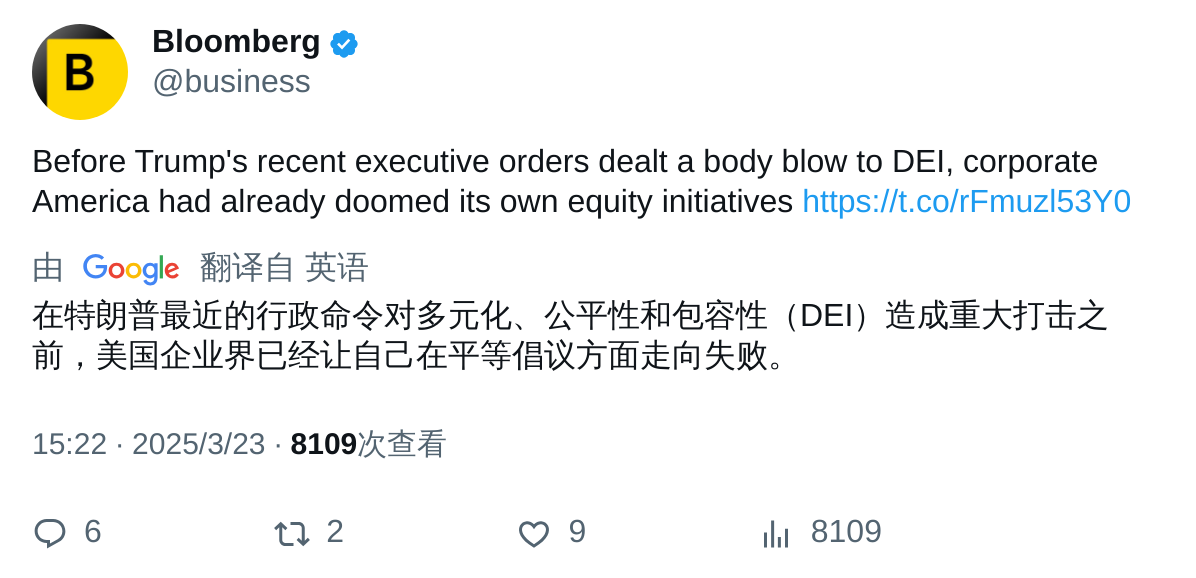 B
Bloomberg
@business
Before Trump's recent executive orders dealt a body blow to DEI, corporate
America had already doomed its own equity initiatives https://t.co/rFmuzl53Y0
由 Google 翻译自 英语
在特朗普最近的行政命令对多元化、公平性和包容性（DEI）造成重大打击之
前，美国企业界已经让自己在平等倡议方面走向失败。
15:22 · 2025/3/23 · 8109次查看
6 2 9 8109